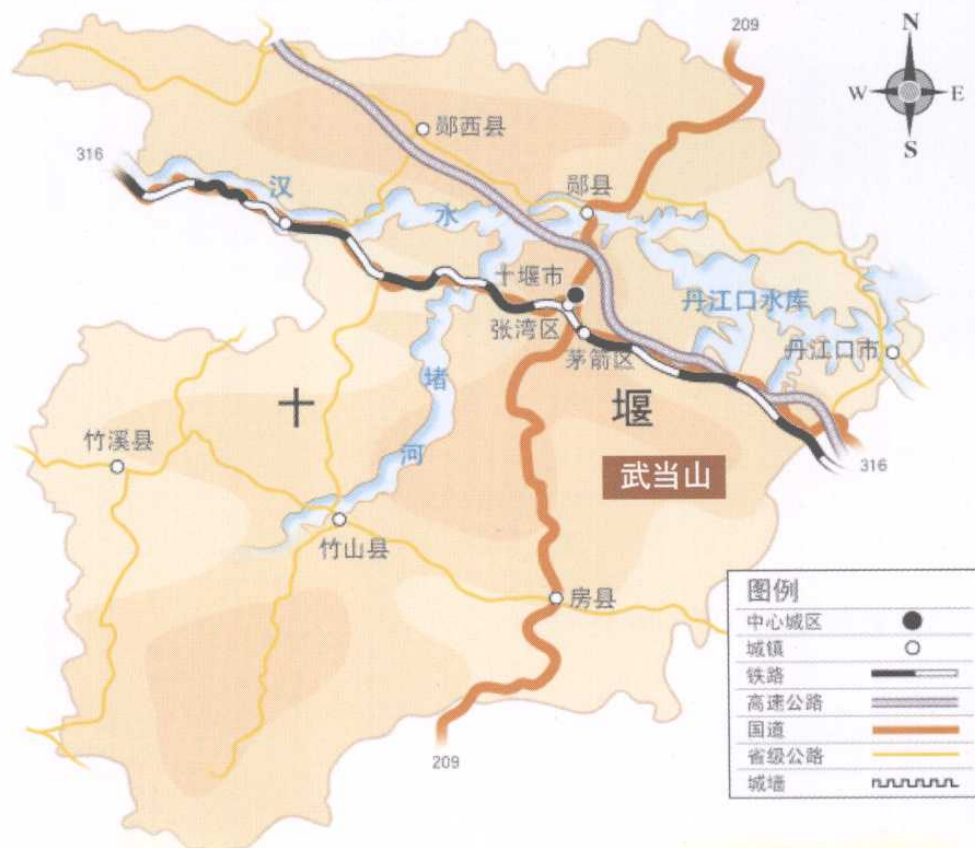 209
N
W
E
S
郧西县
316
汉
水
郧县
十堰市
张湾区
茅箭区
丹江口水库
丹江口市
十
堰
堵
河
竹溪县
武当山
316
竹山县
房县
209
图例
中心城区
城镇
铁路
高速公路
国道
省级公路
城墙